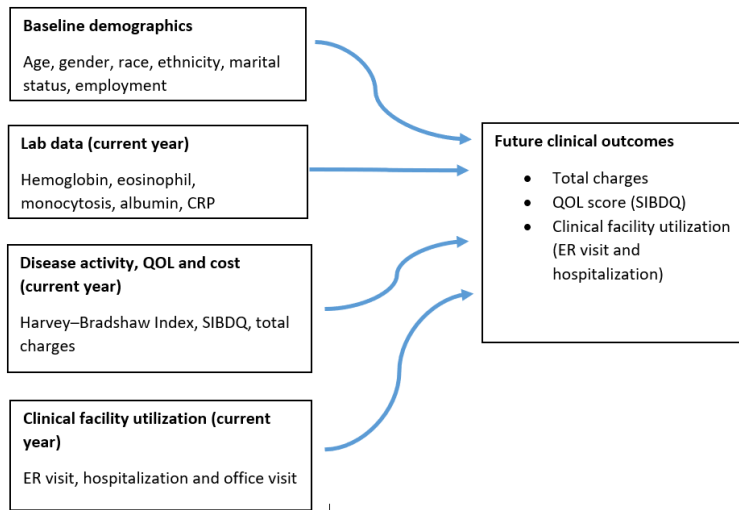 Baseline demographics
Age, gender, race, ethnicity, marital
status, employment
Lab data (current year)
Hemoglobin, eosinophil,
monocytosis, albumin, CRP
Disease activity, QOL and cost
(current year)
Harvey–Bradshaw Index, SIBDQ, total
charges
Clinical facility utilization (current
year)
ER visit, hospitalization and office visit
Future clinical outcomes
• Total charges
• QOL score (SIBDQ)
• Clinical facility utilization
(ER visit and
hospitalization)